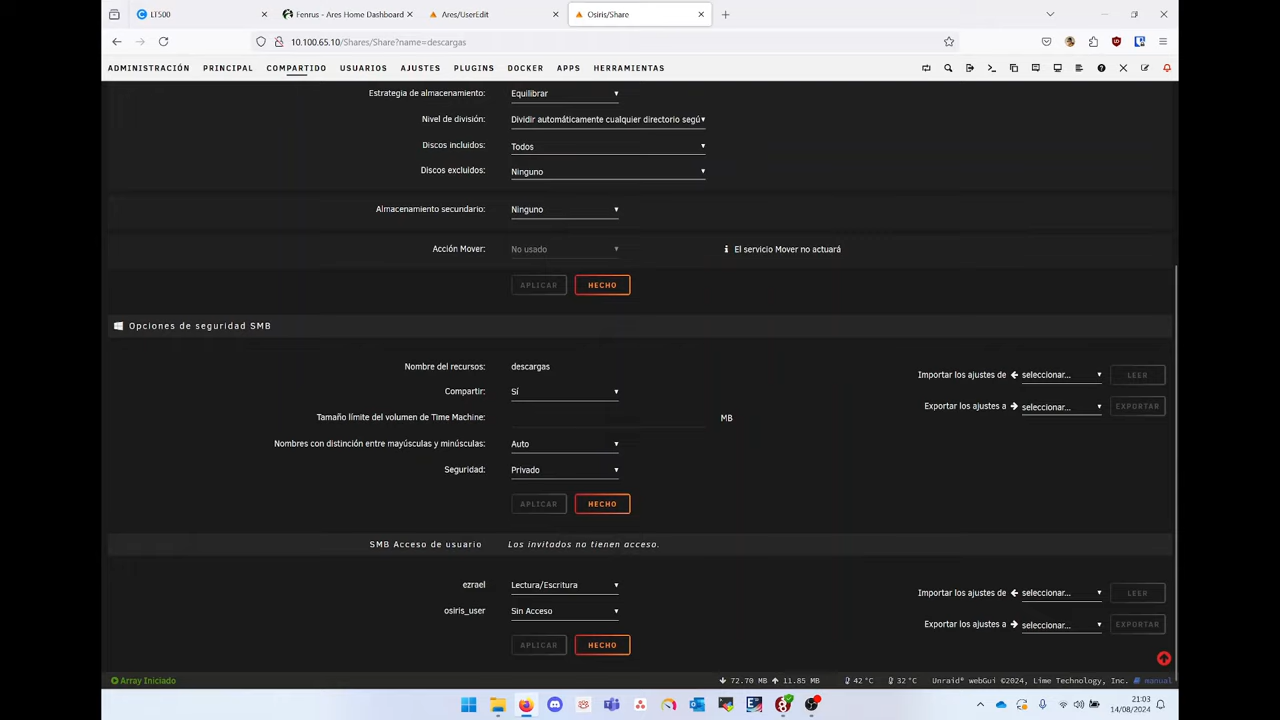 LT500
Fenrus - Ares Home Dashboard
Ares/UserEdit
Osiris/Share
10.100.65.10/Shares/Share?name=descargas
ADMINISTRACIÓN PRINCIPAL COMPARTIDO USUARIOS AJUSTES PLUGINS DOCKER APPS HERRAMIENTAS
Estrategia de almacenamiento: Equilibrar
Nivel de división: Dividir automáticamente cualquier directorio segú
Discos incluidos: Todos
Discos excluidos: Ninguno
Almacenamiento secundario: Ninguno
Acción Mover: No usado El servicio Mover no actuará
APLICAR HECHO
Opciones de seguridad SMB
Nombre del recursos: descargas
Importar los ajustes de seleccionar... LEER
Compartir: Sí
Exportar los ajustes a seleccionar... EXPORTAR
Tamaño límite del volumen de Time Machine: MB
Nombres con distinción entre mayúsculas y minúsculas: Auto
Seguridad: Privado
APLICAR HECHO
SMB Acceso de usuario Los invitados no tienen acceso.
ezrael Lectura/Escritura
Importar los ajustes de seleccionar... LEER
osiris_user Sin Acceso
Exportar los ajustes a seleccionar... EXPORTAR
APLICAR HECHO
Array Iniciado 72.70 MB 11.85 MB 42 °C 32 °C Unraid® webGui ©2024, Lime Technology, Inc. manual
21:03
14/08/2024